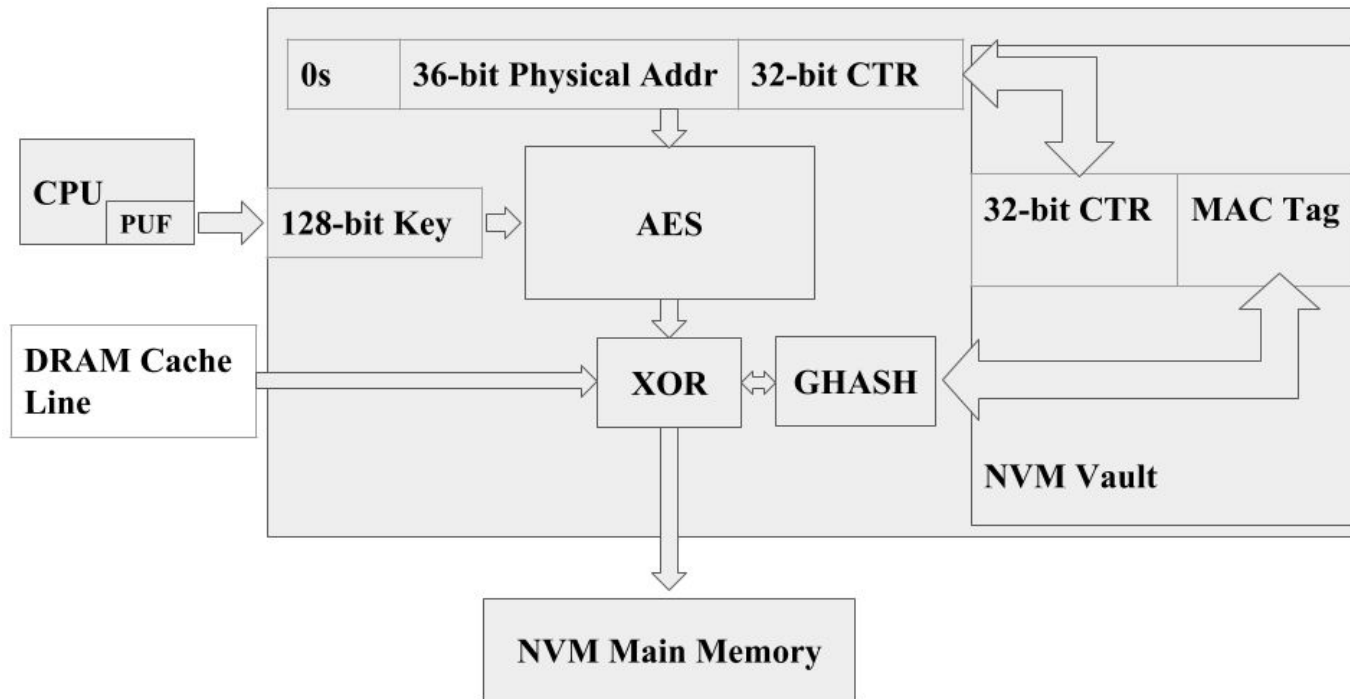 0s
36-bit Physical Addr
32-bit CTR
CPU
PUF
128-bit Key
AES
32-bit CTR
MAC Tag
DRAM Cache
Line
XOR
GHASH
NVM Vault
NVM Main Memory